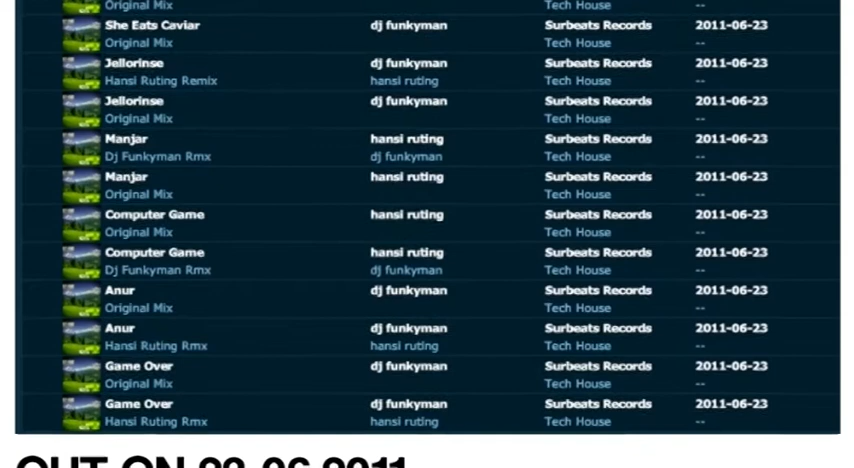 Original Mix Tech House --
She Eats Caviar dj funkyman Surbeats Records 2011-06-23
Original Mix Tech House --
Jellorinse dj funkyman Surbeats Records 2011-06-23
Hansi Ruting Remix hansi ruting Tech House --
Jellorinse dj funkyman Surbeats Records 2011-06-23
Original Mix Tech House --
Manjar hansi ruting Surbeats Records 2011-06-23
Dj Funkyman Rmx dj funkyman Tech House --
Manjar hansi ruting Surbeats Records 2011-06-23
Original Mix Tech House --
Computer Game hansi ruting Surbeats Records 2011-06-23
Original Mix Tech House --
Computer Game hansi ruting Surbeats Records 2011-06-23
Dj Funkyman Rmx dj funkyman Tech House --
Anur dj funkyman Surbeats Records 2011-06-23
Original Mix Tech House --
Anur dj funkyman Surbeats Records 2011-06-23
Hansi Ruting Rmx hansi ruting Tech House --
Game Over dj funkyman Surbeats Records 2011-06-23
Original Mix Tech House --
Game Over dj funkyman Surbeats Records 2011-06-23
Hansi Ruting Rmx hansi ruting Tech House --
OUT ON